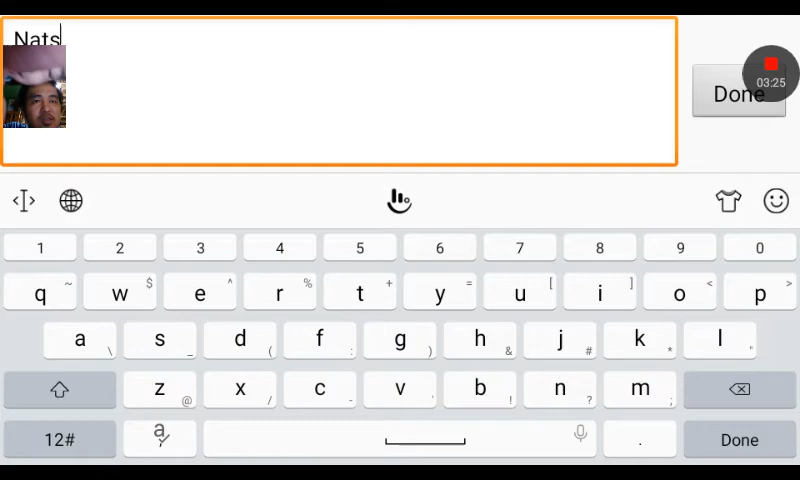 Nats
03:25
Done
1 2 3 4 5 6 7 8 9 0
q ~ w $ e ^ r % t + y = u [ i ] o < p >
a \ s _ d ( f : g ) h & j # k * l "
z @ x / c - v ' b ! n ? m ;
12# a , . Done